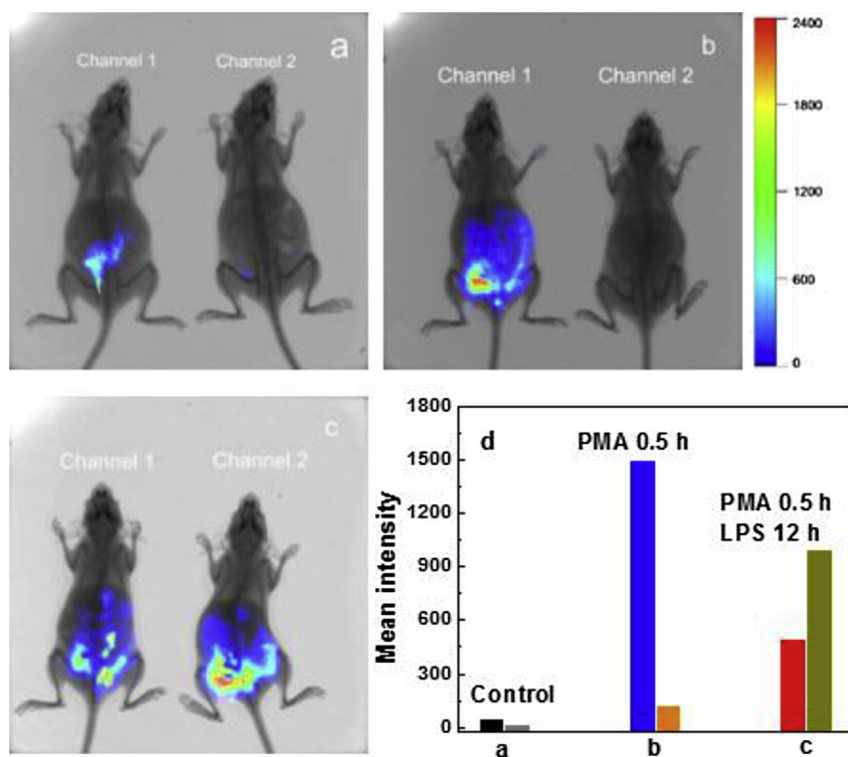 a
Channel 1 Channel 2
b
Channel 1 Channel 2
2400
1800
1200
600
0
c
Channel 1 Channel 2
d
Mean intensity
1800
1500
1200
900
600
300
0
Control
PMA 0.5 h
PMA 0.5 h
LPS 12 h
a b c